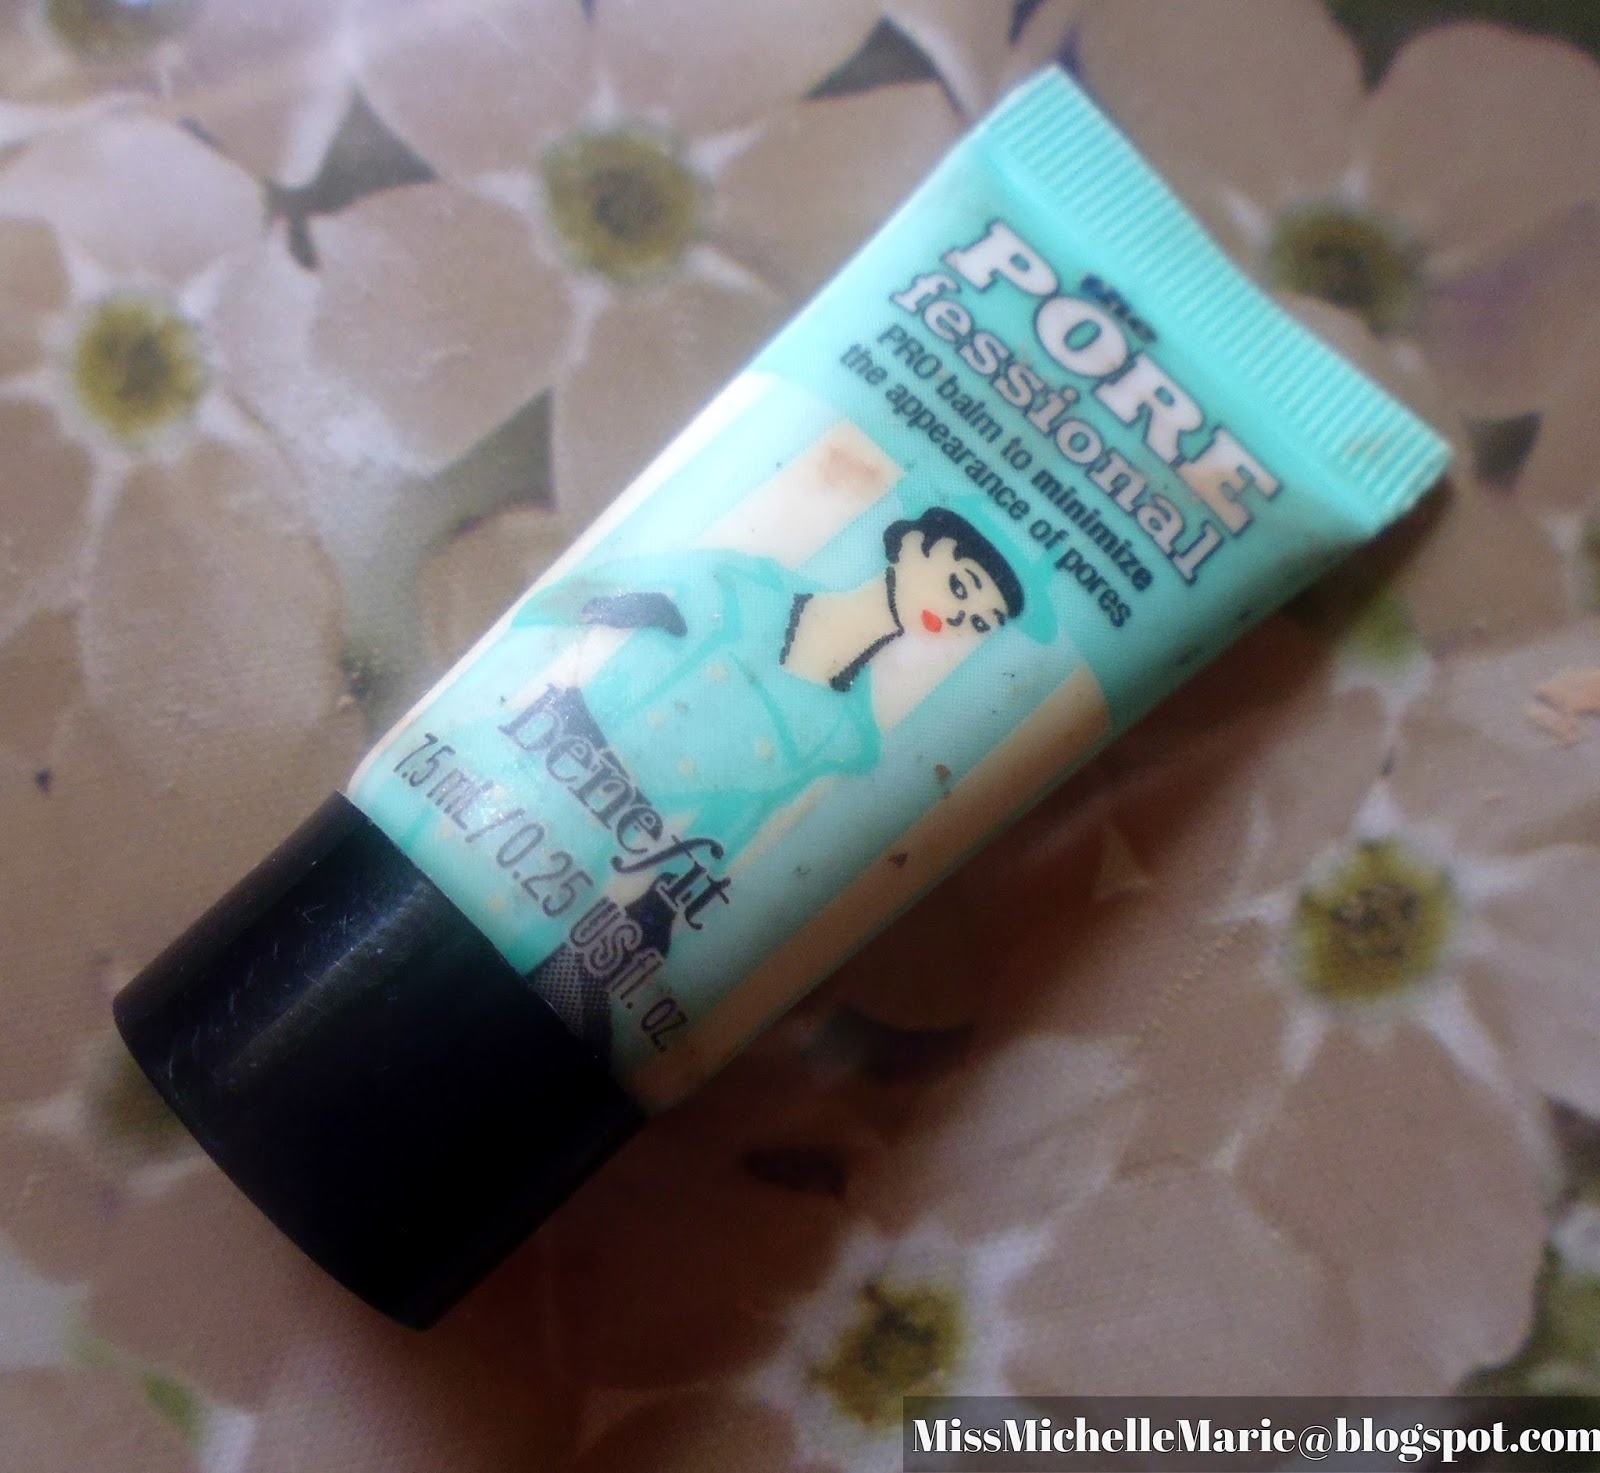 the
PORE
fessional
PRO balm to minimize
the appearance of pores
benefit
7.5 mL / 0.25 US fl. oz.
MissMichelleMarie@blogspot.com